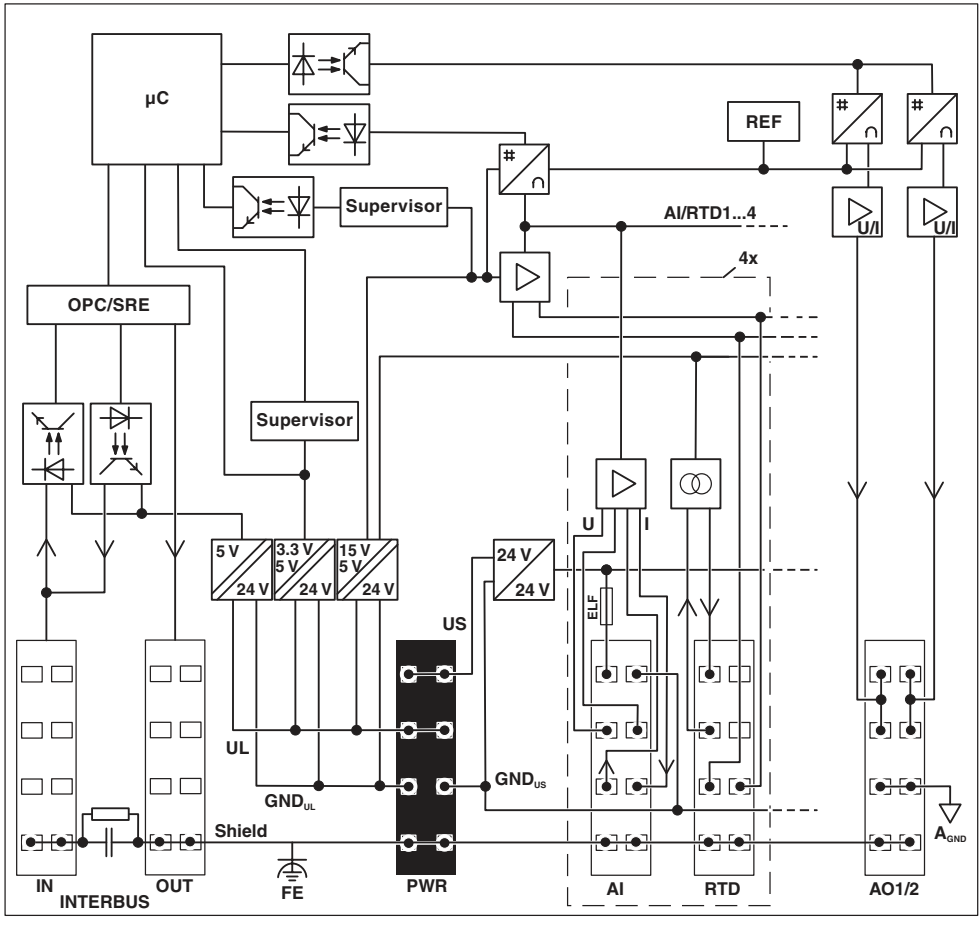 µC
REF
#
#
#
∩
∩
∩
Supervisor
AI/RTD1...4
U/I
U/I
4x
OPC/SRE
Supervisor
U
I
5 V
24 V
3.3 V
5 V
24 V
15 V
5 V
24 V
24 V
24 V
ELF
US
UL
GND_UL
GND_US
Shield
A_GND
FE
IN
OUT
INTERBUS
PWR
AI
RTD
AO1/2